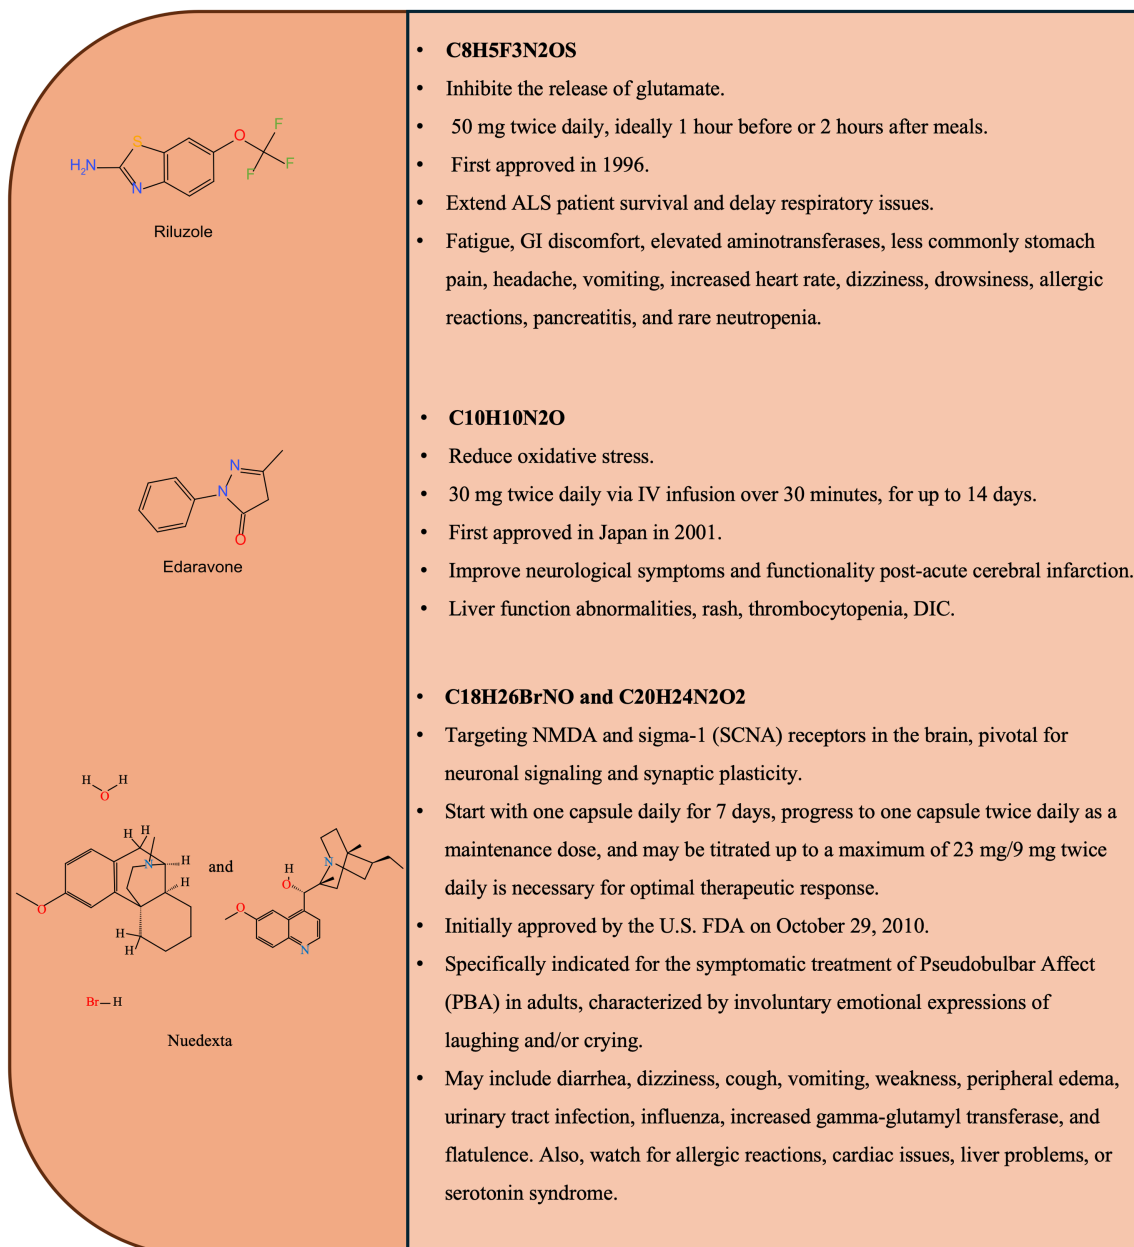 • C8H5F3N2OS
• Inhibite the release of glutamate.
• 50 mg twice daily, ideally 1 hour before or 2 hours after meals.
• First approved in 1996.
• Extend ALS patient survival and delay respiratory issues.
• Fatigue, GI discomfort, elevated aminotransferases, less commonly stomach
pain, headache, vomiting, increased heart rate, dizziness, drowsiness, allergic
reactions, pancreatitis, and rare neutropenia.
S
O
F
F
F
H2N
N
Riluzole
• C10H10N2O
• Reduce oxidative stress.
• 30 mg twice daily via IV infusion over 30 minutes, for up to 14 days.
• First approved in Japan in 2001.
• Improve neurological symptoms and functionality post-acute cerebral infarction.
• Liver function abnormalities, rash, thrombocytopenia, DIC.
N
N
O
Edaravone
• C18H26BrNO and C20H24N2O2
• Targeting NMDA and sigma-1 (SCNA) receptors in the brain, pivotal for
neuronal signaling and synaptic plasticity.
• Start with one capsule daily for 7 days, progress to one capsule twice daily as a
maintenance dose, and may be titrated up to a maximum of 23 mg/9 mg twice
daily is necessary for optimal therapeutic response.
• Initially approved by the U.S. FDA on October 29, 2010.
• Specifically indicated for the symptomatic treatment of Pseudobulbar Affect
(PBA) in adults, characterized by involuntary emotional expressions of
laughing and/or crying.
• May include diarrhea, dizziness, cough, vomiting, weakness, peripheral edema,
urinary tract infection, influenza, increased gamma-glutamyl transferase, and
flatulence. Also, watch for allergic reactions, cardiac issues, liver problems, or
serotonin syndrome.
H H
O
H H
N H
H
O
H
H
and
N
H
O
O
N
Br H
Nuedexta